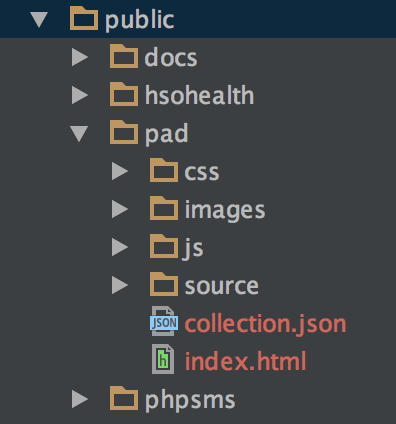 public
docs
hsohealth
pad
css
images
js
source
JSON collection.json
h index.html
phpsms